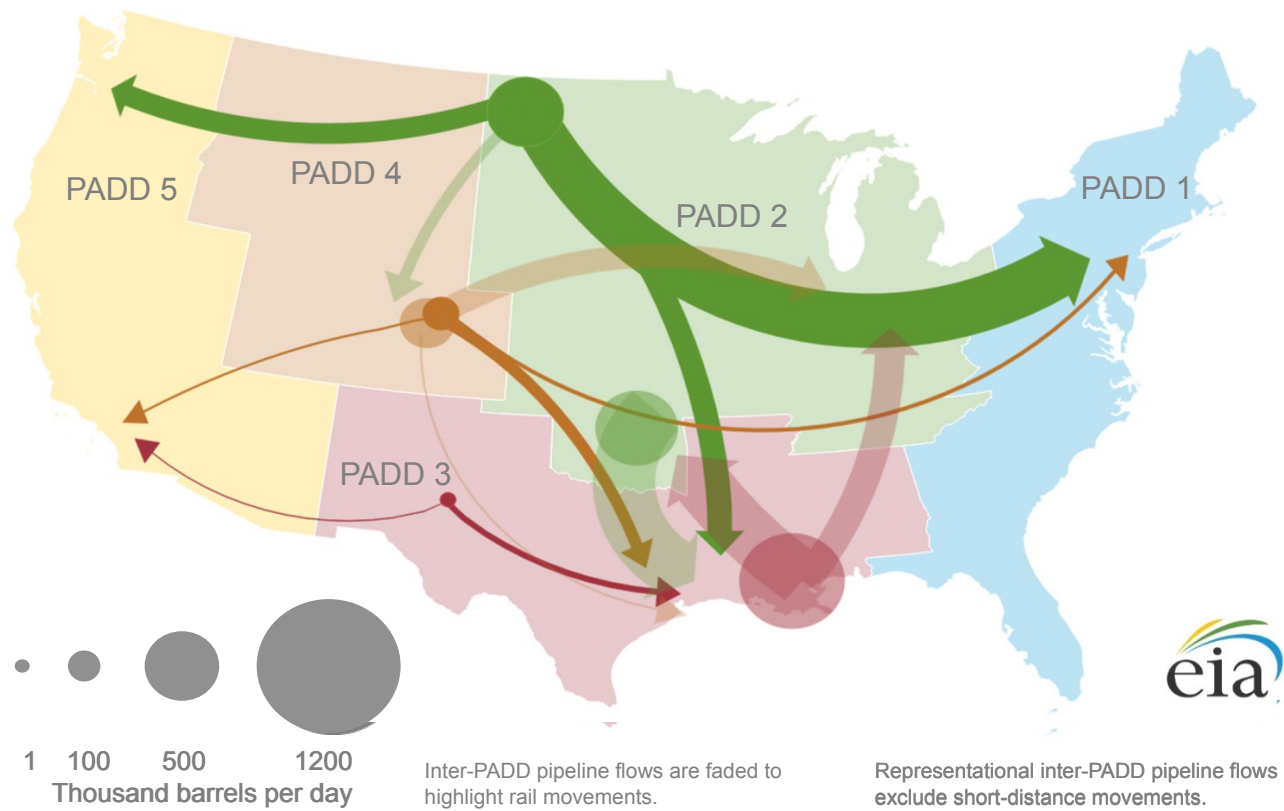 PADD 5
PADD 4
PADD 2
PADD 1
PADD 3
eia
1 100 500 1200
Thousand barrels per day
Inter-PADD pipeline flows are faded to
highlight rail movements.
Representational inter-PADD pipeline flows
exclude short-distance movements.